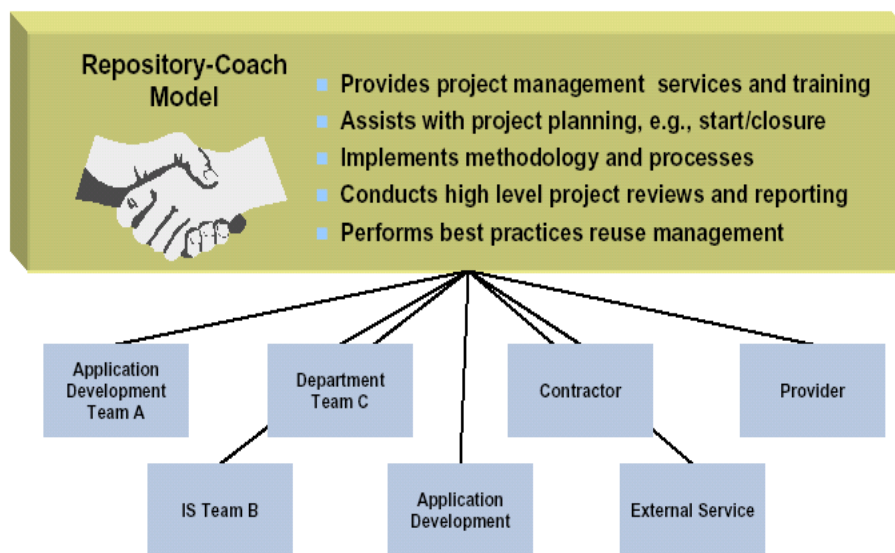 Repository-Coach
Model
Provides project management services and training
Assists with project planning, e.g., start/closure
Implements methodology and processes
Conducts high level project reviews and reporting
Performs best practices reuse management
Application
Development
Team A
Department
Team C
Contractor
Provider
IS Team B
Application
Development
External Service